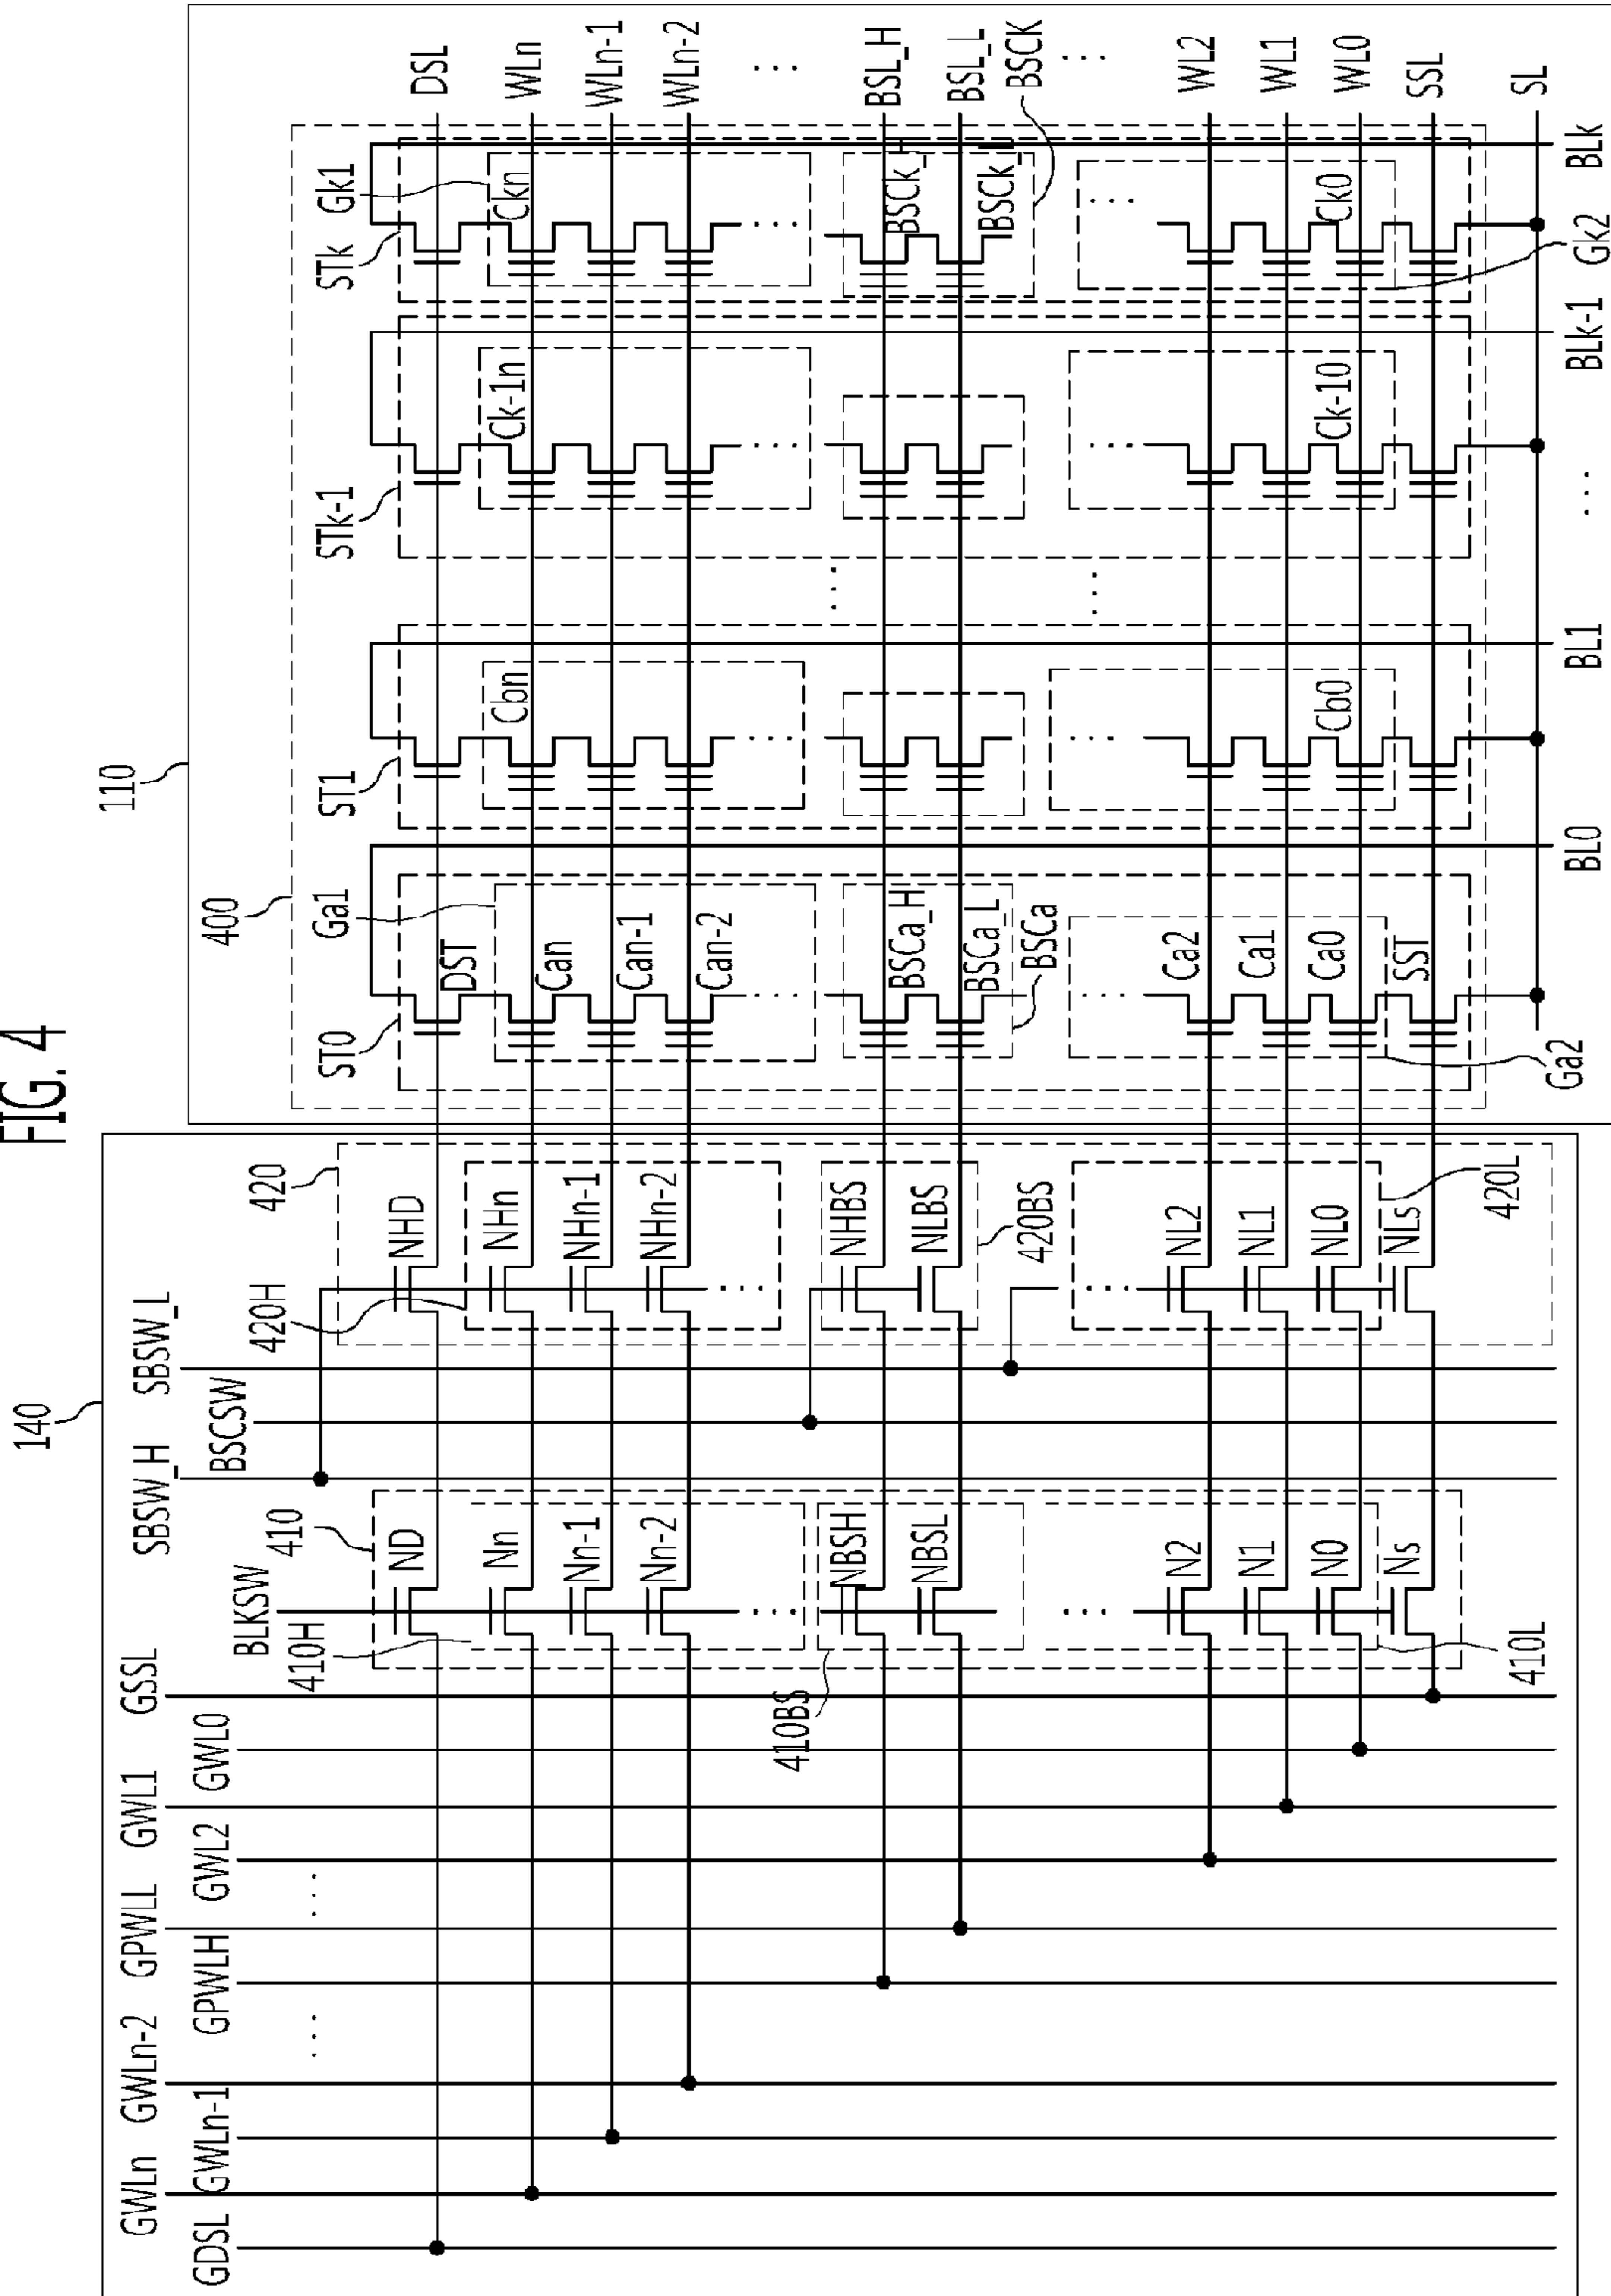 FIG. 4
110
400
140
DSL
WLn
WLn-1
WLn-2
⋮
BSL_H
BSL_L
BSCK
⋮
WL2
WL1
WL0
SSL
SL
STk
Gk1
Ckn
BSCk_H
BSCk_L
...
Ck0
Gk2
BLk
STk-1
Ck-1n
...
...
Ck-10
BLk-1
...
...
...
ST1
Cbn
...
...
Cb0
BL1
BL0
ST0
Ga1
DST
Can
Can-1
Can-2
...
BSCa_H
BSCa_L
BSCa
...
Ca2
Ca1
Ca0
SST
Ga2
420
NHD
420H
NHn
NHn-1
NHn-2
...
NHBS
NLBS
420BS
...
NL2
NL1
NL0
NLs
420L
SBSW_L
BSCSW
SBSW_H
410
BLKSW
410H
ND
Nn
Nn-1
Nn-2
...
410BS
NBSH
NBSL
...
N2
N1
N0
Ns
410L
GSSL
GWL0
GWL1
GWL2
...
GPWLL
GPWLH
...
GWLn-2
GWLn-1
GWLn
GDSL